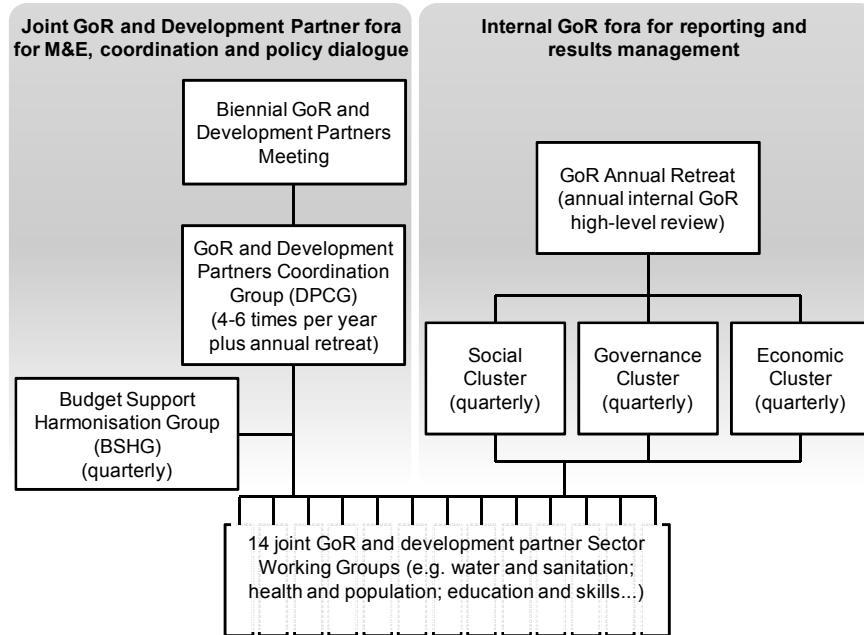 Joint GoR and Development Partner fora
for M&E, coordination and policy dialogue
Biennial GoR and
Development Partners
Meeting
GoR and Development
Partners Coordination
Group (DPCG)
(4-6 times per year
plus annual retreat)
Budget Support
Harmonisation Group
(BSHG)
(quarterly)
Internal GoR fora for reporting and
results management
GoR Annual Retreat
(annual internal GoR
high-level review)
Social
Cluster
(quarterly)
Governance
Cluster
(quarterly)
Economic
Cluster
(quarterly)
14 joint GoR and development partner Sector
Working Groups (e.g. water and sanitation;
health and population; education and skills...)